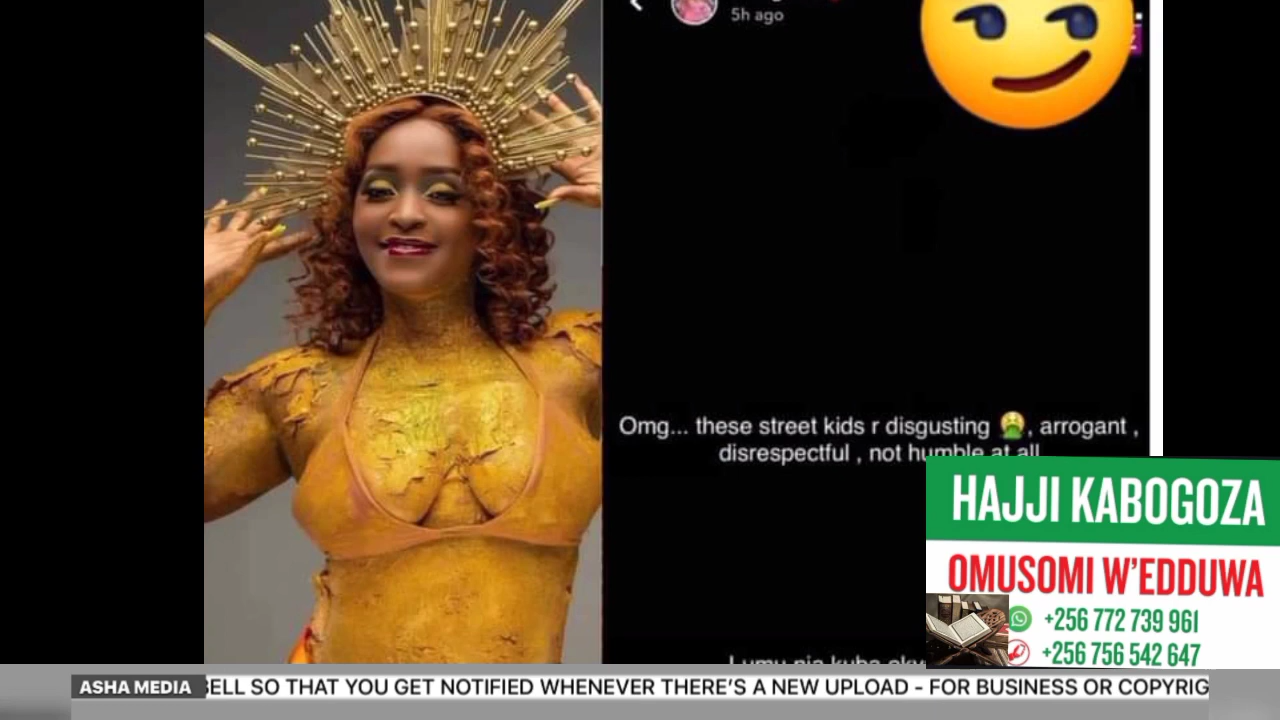 5h ago
Omg... these street kids r disgusting 🤮, arrogant ,
disrespectful , not humble at all
HAJJI KABOGOZA
OMUSOMI W'EDDUWA
+256 772 739 961
+256 756 542 647
ASHA MEDIA
BELL SO THAT YOU GET NOTIFIED WHENEVER THERE'S A NEW UPLOAD - FOR BUSINESS OR COPYRIG